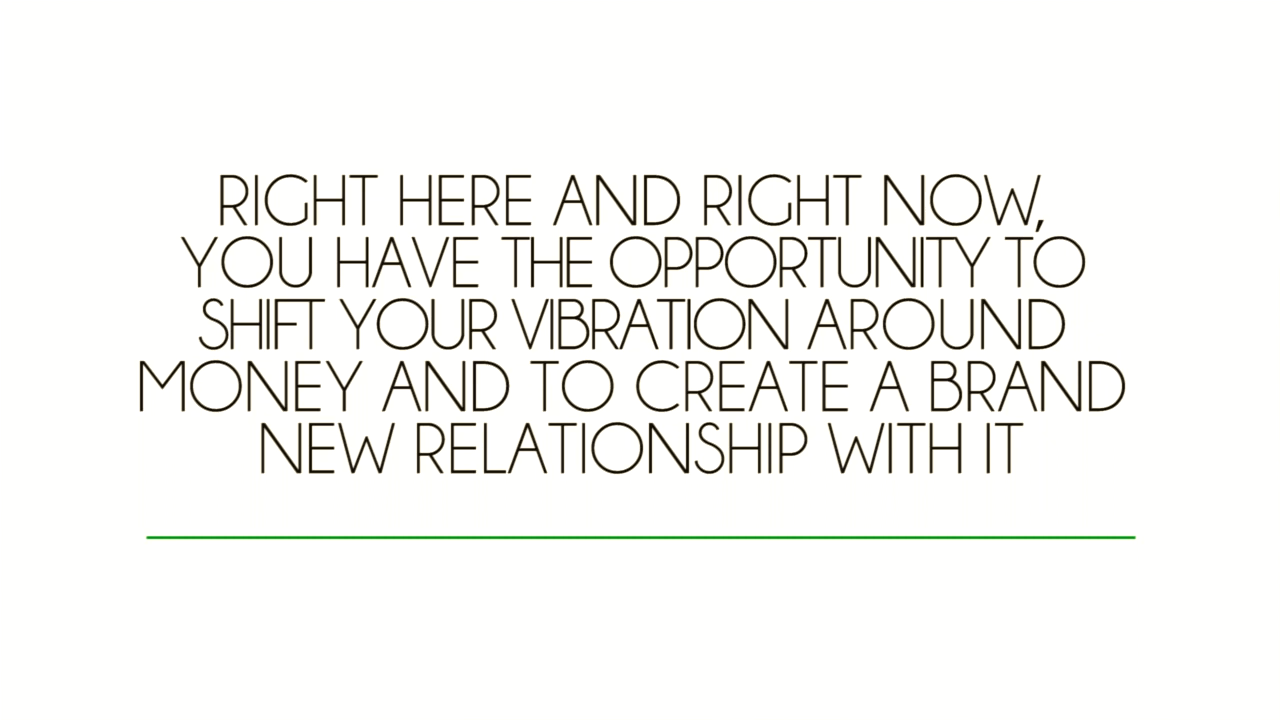 RIGHT HERE AND RIGHT NOW,
YOU HAVE THE OPPORTUNITY TO
SHIFT YOUR VIBRATION AROUND
MONEY AND TO CREATE A BRAND
NEW RELATIONSHIP WITH IT